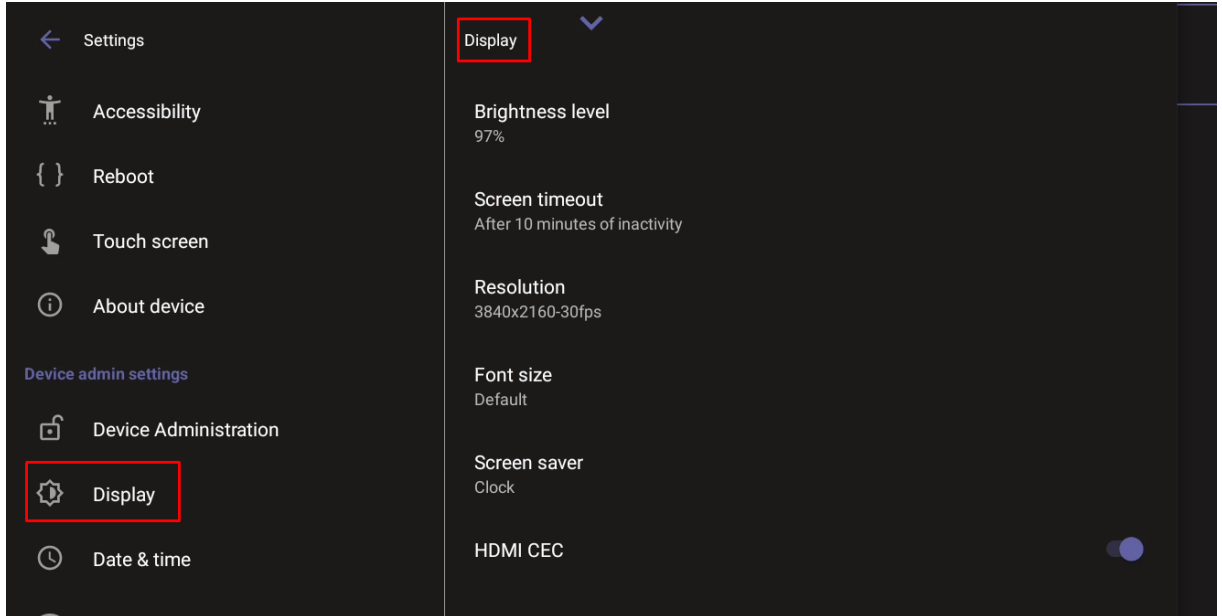 Settings
Accessibility
Reboot
Touch screen
About device
Device admin settings
Device Administration
Display
Date & time
Display
Brightness level
97%
Screen timeout
After 10 minutes of inactivity
Resolution
3840x2160-30fps
Font size
Default
Screen saver
Clock
HDMI CEC